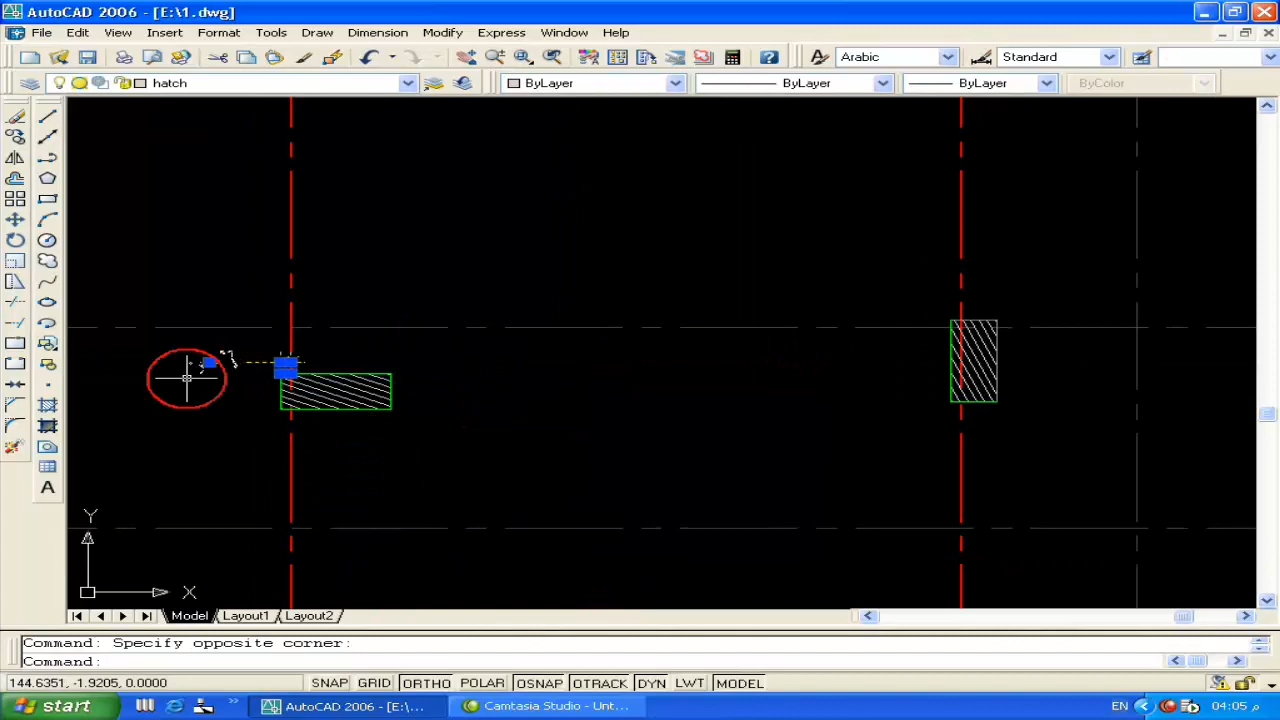 AutoCAD 2006 - [E:\1.dwg]
File Edit View Insert Format Tools Draw Dimension Modify Express Window Help
Arabic Standard
hatch ByLayer ByLayer ByLayer ByColor
A
Y
X
Model Layout1 Layout2
Command: Specify opposite corner:
Command:
144.6351, -1.9205, 0.0000 SNAP GRID ORTHO POLAR OSNAP OTRACK DYN LWT MODEL
start AutoCAD 2006 - [E:\... Camtasia Studio - Unt... EN 04:05 م